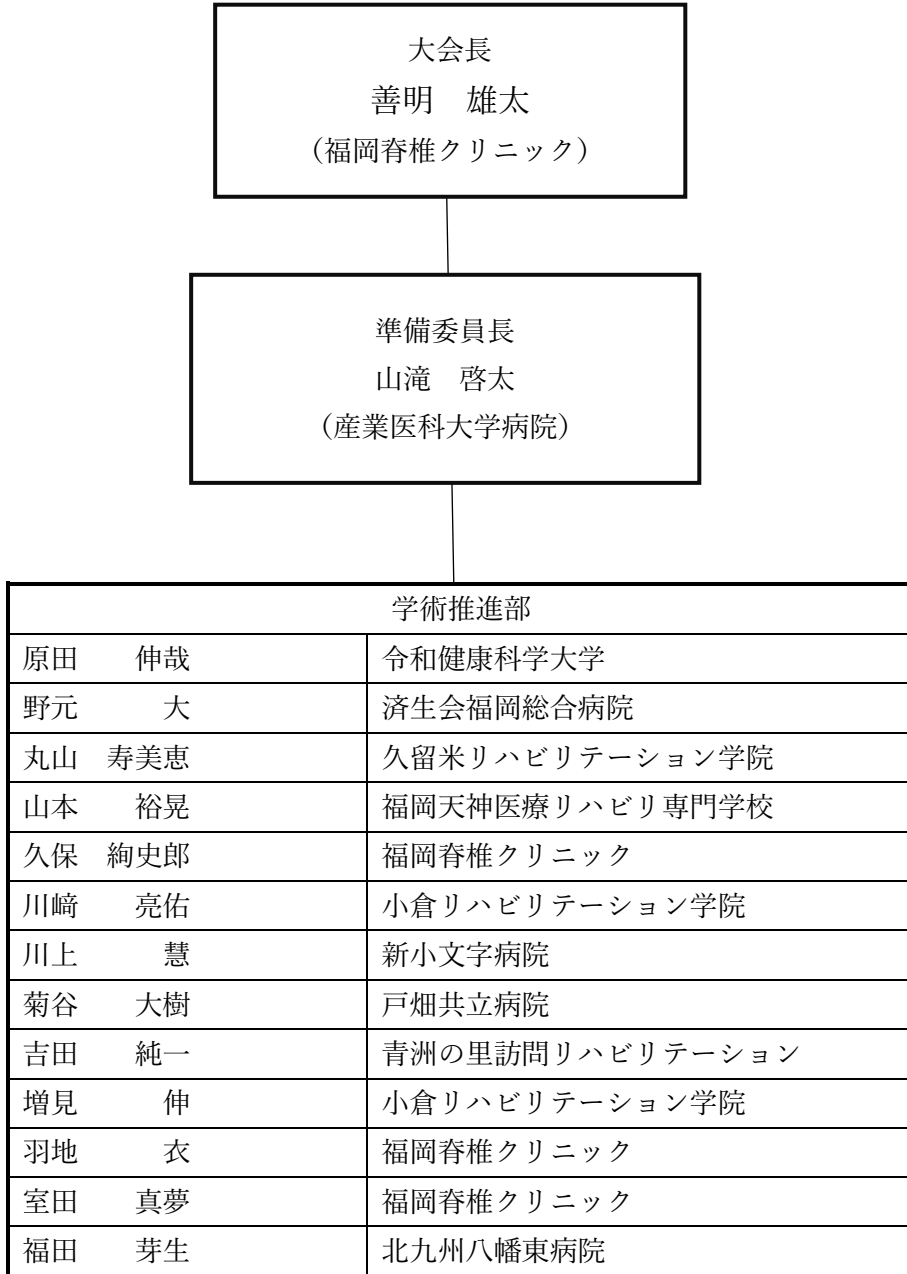 大会長
善明　雄太
（福岡脊椎クリニック）
準備委員長
山滝　啓太
（産業医科大学病院）
学術推進部
原田　　伸哉　令和健康科学大学
野元　　　大　済生会福岡総合病院
丸山　寿美恵　久留米リハビリテーション学院
山本　　裕晃　福岡天神医療リハビリ専門学校
久保　絢史郎　福岡脊椎クリニック
川﨑　　亮佑　小倉リハビリテーション学院
川上　　　慧　新小文字病院
菊谷　　大樹　戸畑共立病院
吉田　　純一　青洲の里訪問リハビリテーション
増見　　　伸　小倉リハビリテーション学院
羽地　　　衣　福岡脊椎クリニック
室田　　真夢　福岡脊椎クリニック
福田　　芽生　北九州八幡東病院